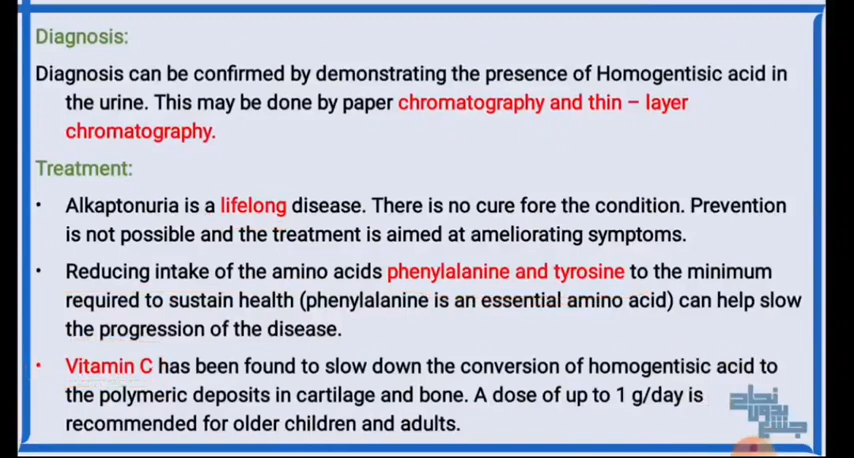 Diagnosis:
Diagnosis can be confirmed by demonstrating the presence of Homogentisic acid in
the urine. This may be done by paper chromatography and thin – layer
chromatography.
Treatment:
• Alkaptonuria is a lifelong disease. There is no cure fore the condition. Prevention
is not possible and the treatment is aimed at ameliorating symptoms.
• Reducing intake of the amino acids phenylalanine and tyrosine to the minimum
required to sustain health (phenylalanine is an essential amino acid) can help slow
the progression of the disease.
• Vitamin C has been found to slow down the conversion of homogentisic acid to
the polymeric deposits in cartilage and bone. A dose of up to 1 g/day is
recommended for older children and adults.
نجاح
بدون